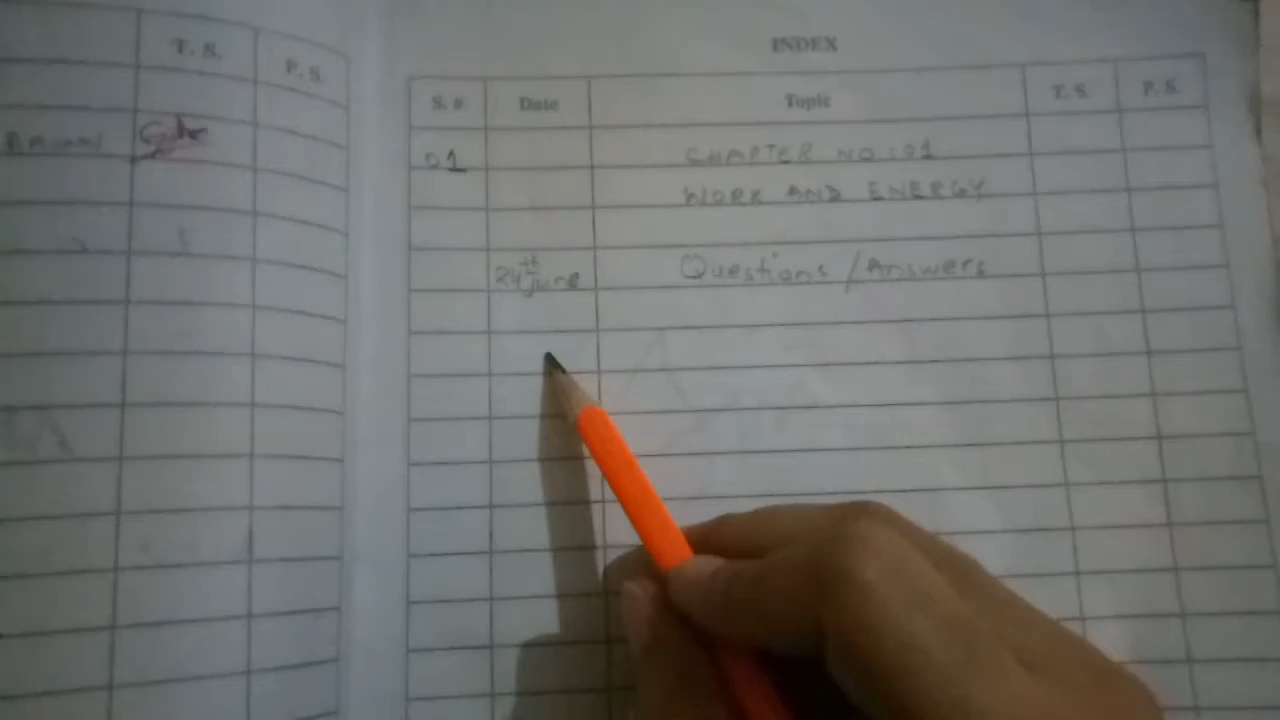 T. S. P. S.
INDEX
S. # Date Topic T. S. P. S.
01 CHAPTER NO:01
WORK AND ENERGY
24th June Questions / Answers